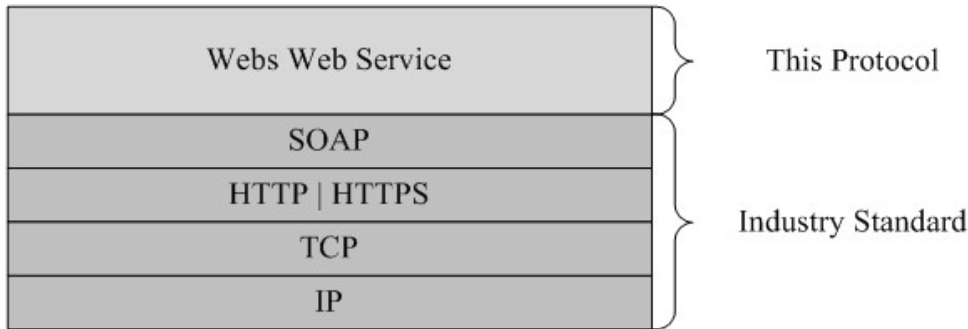 Webs Web Service
This Protocol
SOAP
HTTP | HTTPS
TCP
IP
Industry Standard